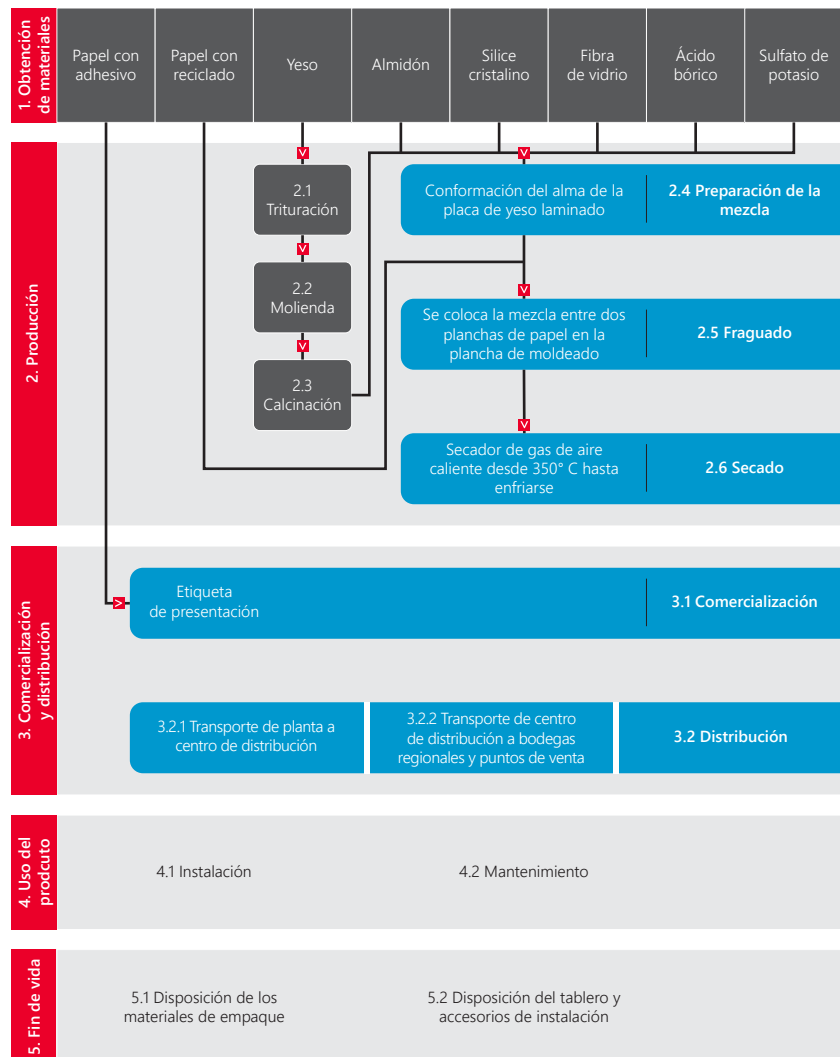 1. Obtención
de materiales
Papel con
adhesivo
Papel con
reciclado
Yeso
Almidón
Silice
cristalino
Fibra
de vidrio
Ácido
bórico
Sulfato de
potasio
2. Producción
2.1
Trituración
2.2
Molienda
2.3
Calcinación
Conformación del alma de la
placa de yeso laminado
2.4 Preparación de la
mezcla
Se coloca la mezcla entre dos
planchas de papel en la
plancha de moldeado
2.5 Fraguado
Secador de gas de aire
caliente desde 350° C hasta
enfriarse
2.6 Secado
3. Comercialización
y distribución
Etiqueta
de presentación
3.1 Comercialización
3.2.1 Transporte de planta a
centro de distribución
3.2.2 Transporte de centro
de distribución a bodegas
regionales y puntos de venta
3.2 Distribución
4. Uso del
prodcuto
4.1 Instalación
4.2 Mantenimiento
5. Fin de vida
5.1 Disposición de los
materiales de empaque
5.2 Disposición del tablero y
accesorios de instalación